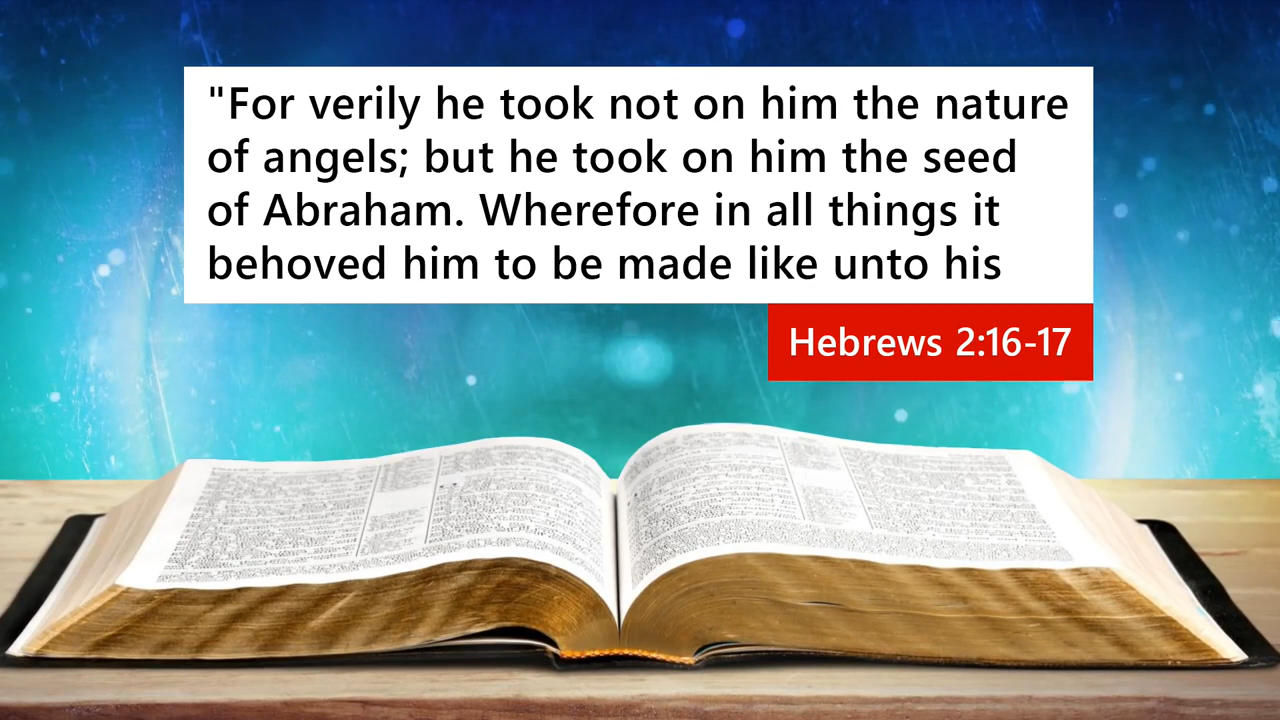 "For verily he took not on him the nature
of angels; but he took on him the seed
of Abraham. Wherefore in all things it
behoved him to be made like unto his
Hebrews 2:16-17